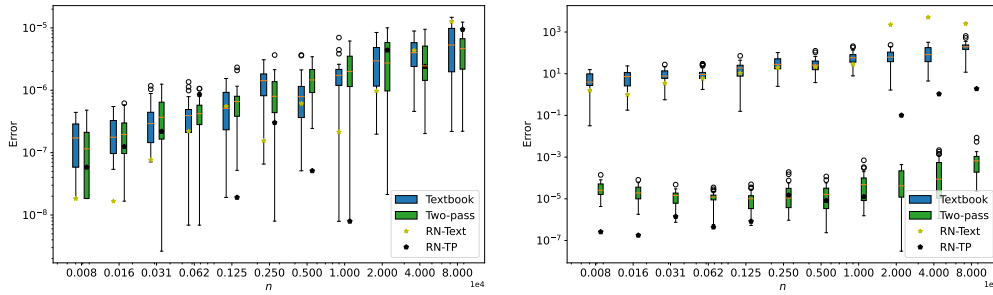 10⁻⁵
10⁻⁶
10⁻⁷
10⁻⁸
Error
0.008 0.016 0.031 0.062 0.125 0.250 0.500 1.000 2.000 4.000 8.000
n
1e4
Textbook
Two-pass
RN-Text
RN-TP
10³
10¹
10⁻¹
10⁻³
10⁻⁵
10⁻⁷
Error
0.008 0.016 0.031 0.062 0.125 0.250 0.500 1.000 2.000 4.000 8.000
n
1e4
Textbook
Two-pass
RN-Text
RN-TP